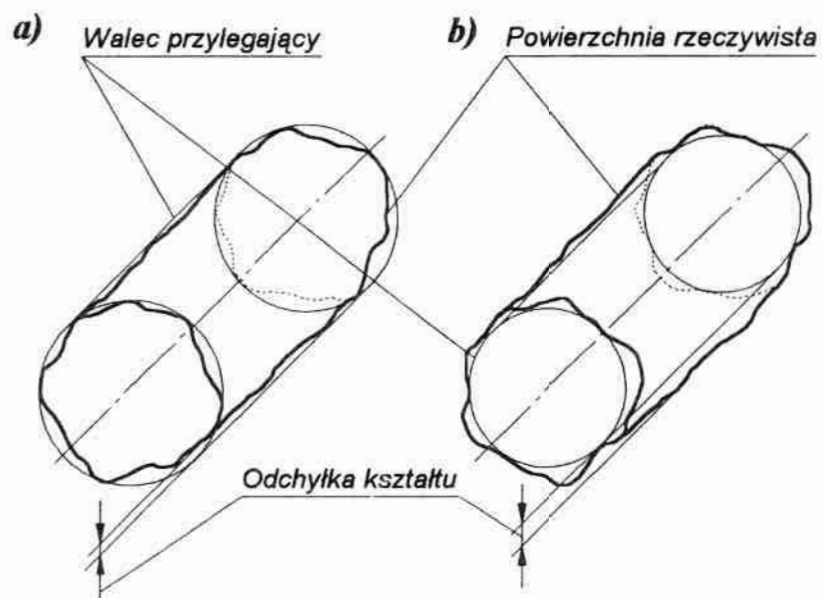 a)
Walec przylegający
b)
Powierzchnia rzeczywista
Odchyłka kształtu